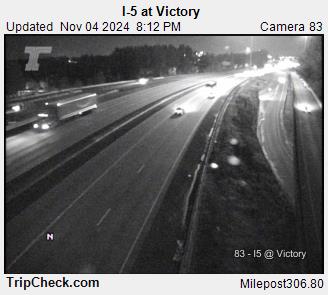 I-5 at Victory
Updated  Nov 04 2024  8:12 PM
Camera 83
T
N
83 - I5 @ Victory
TripCheck.com
Milepost306.80